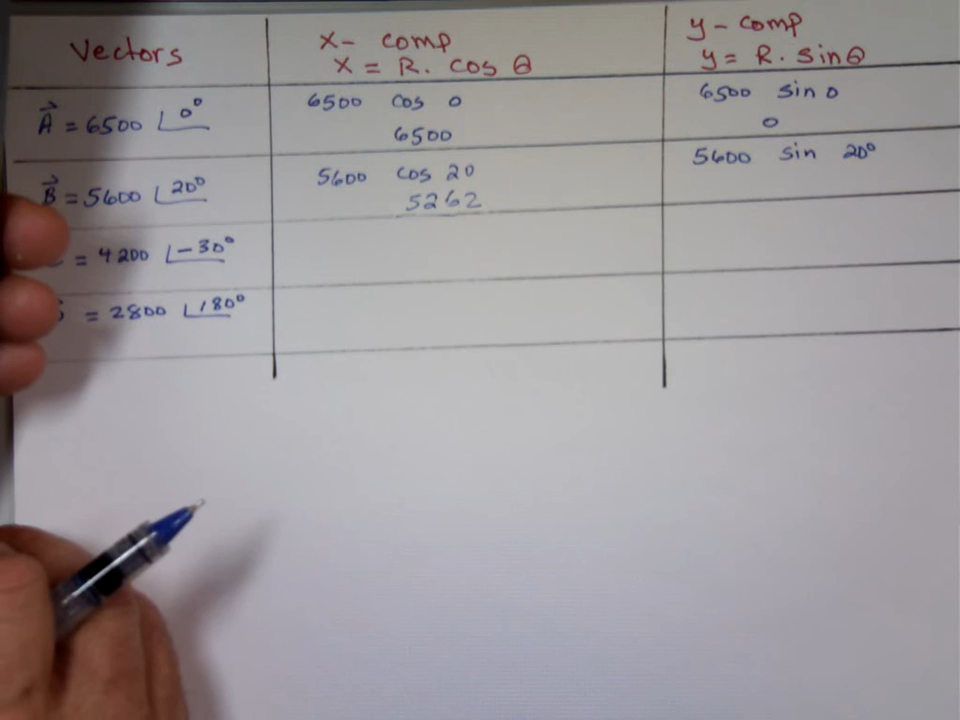 Vectors
x- comp
x = R. cos θ
y - comp
y = R. sin θ
A⃗ = 6500 ∠0°
6500 cos 0
6500
6500 sin 0
0
B⃗ = 5600 ∠20°
5600 cos 20
5262
5600 sin 20°
= 4200 ∠-30°
= 2800 ∠180°